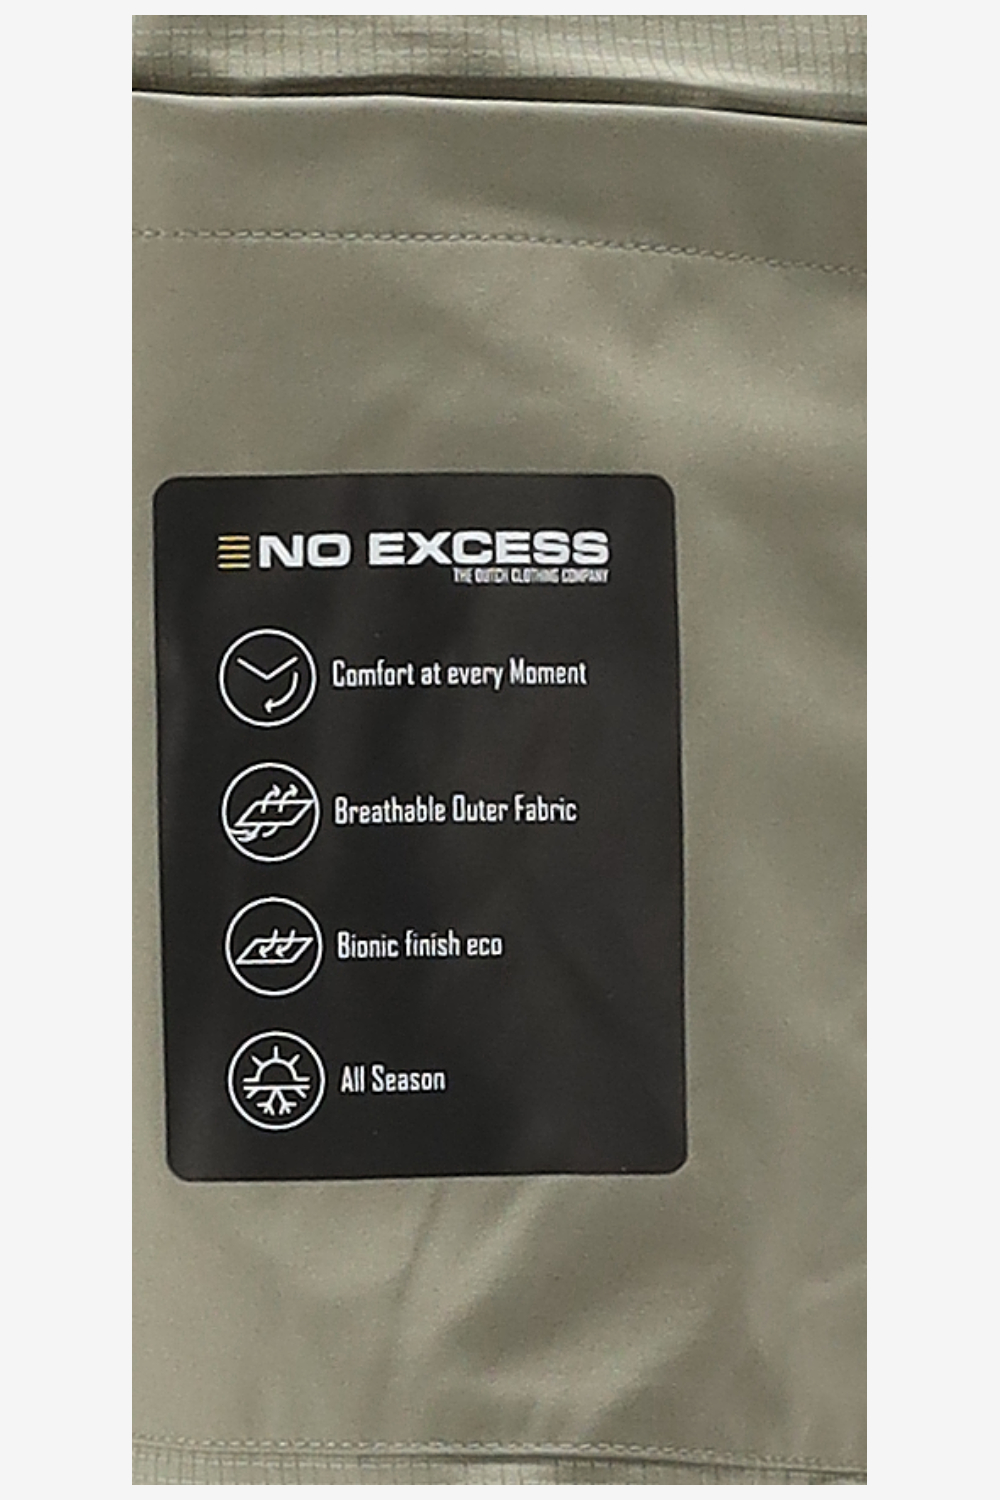 NO EXCESS
THE DUTCH CLOTHING COMPANY
Comfort at every Moment
Breathable Outer Fabric
Bionic finish eco
All Season